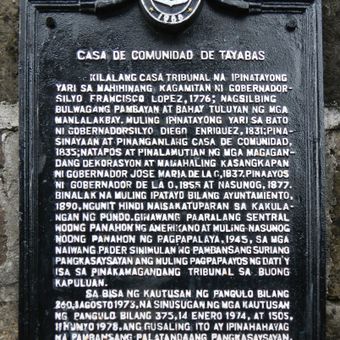 1968
CASA DE COMUNIDAD DE TAYABAS
KILALANG CASA TRIBUNAL NA IPINATAYONG
YARI SA MAHIHINANG KAGAMITAN NI GOBERNADOR-
SILYO FRANCISCO LOPEZ, 1776; NAGSILBING
BULWAGANG PAMBAYAN AT BAHAY TULUYAN NG MGA
MANLALAKBAY. MULING IPINATAYONG YARI SA BATO
NI GOBERNADORSILYO DIEGO ENRIQUEZ, 1831; PINA-
SINAYAAN AT PINANGANLANG CASA DE COMUNIDAD,
1835; NATAPOS AT PINALAMUTIAN NG MGA MAGAGAN-
DANG DEKORASYON AT MAMAHALING KASANGKAPAN
NI GOBERNADOR JOSE MARIA DE LA O, 1837. PINAAYOS
NI GOBERNADOR DE LA O, 1855 AT NASUNOG, 1877.
BINALAK NA MULING IPATAYO BILANG AYUNTAMIENTO,
1890, NGUNIT HINDI NAISAKATUPARAN SA KAKULA-
NGAN NG PUNDO. GINAWANG PAARALANG SENTRAL
NOONG PANAHON NG AMERIKANO AT MULING NASUNOG
NOONG PANAHON NG PAGPAPALAYA, 1945, SA MGA
NAIWANG PADER SINIMULAN NG PAMBANSANG SURIANG
PANGKASAYSAYAN ANG MULING PAGPAPAAYOS NG DATI'Y
ISA SA PINAKAMAGANDANG TRIBUNAL SA BUONG
KAPULUAN.
SA BISA NG KAUTUSAN NG PANGULO BILANG
260, 1 AGOSTO 1973, NA SINUSUGAN NG MGA KAUTUSAN
NG PANGULO BILANG 375, 14 ENERO 1974, AT 1505,
11 HUNYO 1978, ANG GUSALING ITO AY IPINAHAHAYAG
NA PAMBANSANG PALATANDAANG PANGKASAYSAYAN.